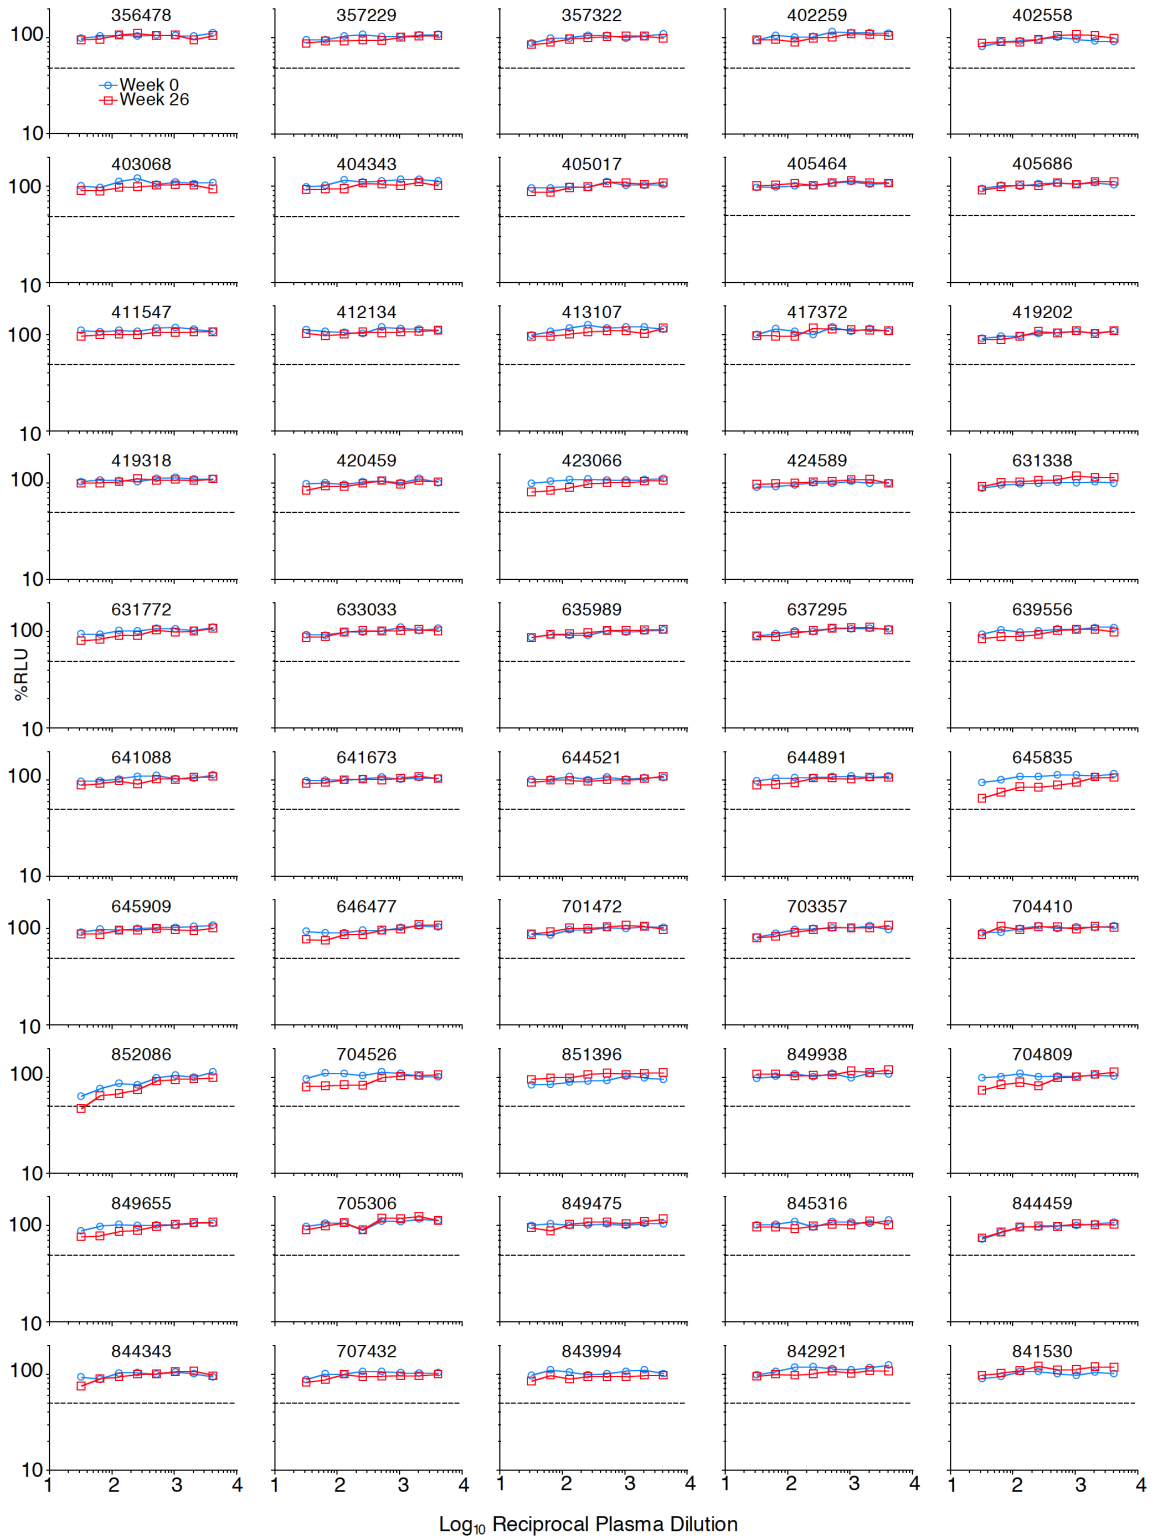 356478 357229 357322 402259 402558
100
Week 0
Week 26
10
403068 404343 405017 405464 405686
100
10
411547 412134 413107 417372 419202
100
10
419318 420459 423066 424589 631338
100
10
631772 633033 635989 637295 639556
100
%RLU
10
641088 641673 644521 644891 645835
100
10
645909 646477 701472 703357 704410
100
10
852086 704526 851396 849938 704809
100
10
849655 705306 849475 845316 844459
100
10
844343 707432 843994 842921 841530
100
10
1 2 3 4 1 2 3 4 1 2 3 4 1 2 3 4 1 2 3 4
Log₁₀ Reciprocal Plasma Dilution